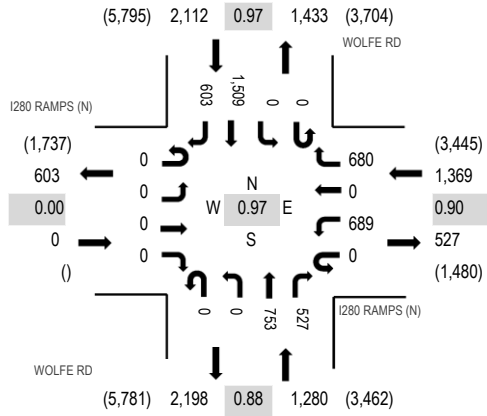 (5,795) 2,112 0.97 1,433 (3,704)
WOLFE RD
603 1,509 0 0
I280 RAMPS (N)
(1,737) (3,445)
0 680
603 1,369
0 N 0
0.00 W 0.97 E 0.90
0 S 689
0 527
0 0
() (1,480)
0 0 753 527
I280 RAMPS (N)
WOLFE RD
(5,781) 2,198 0.88 1,280 (3,462)